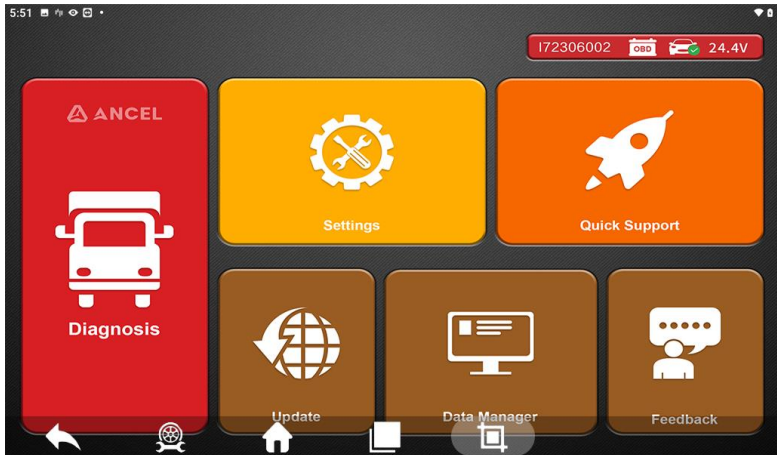 5:51
I72306002 OBD 24.4V
ANCEL
Settings
Quick Support
Diagnosis
Update
Data Manager
Feedback